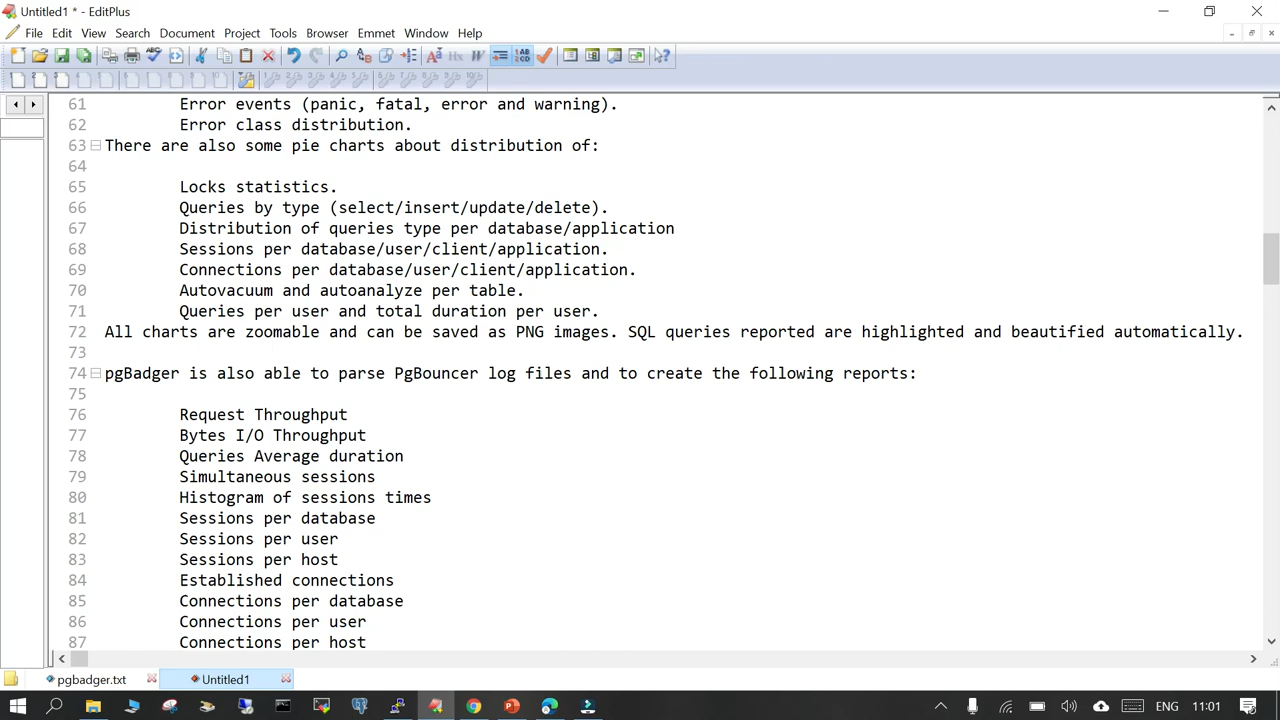 Untitled1 * - EditPlus
File Edit View Search Document Project Tools Browser Emmet Window Help
61 Error events (panic, fatal, error and warning).
62 Error class distribution.
63 There are also some pie charts about distribution of:
64
65 Locks statistics.
66 Queries by type (select/insert/update/delete).
67 Distribution of queries type per database/application
68 Sessions per database/user/client/application.
69 Connections per database/user/client/application.
70 Autovacuum and autoanalyze per table.
71 Queries per user and total duration per user.
72 All charts are zoomable and can be saved as PNG images. SQL queries reported are highlighted and beautified automatically.
73
74 pgBadger is also able to parse PgBouncer log files and to create the following reports:
75
76 Request Throughput
77 Bytes I/O Throughput
78 Queries Average duration
79 Simultaneous sessions
80 Histogram of sessions times
81 Sessions per database
82 Sessions per user
83 Sessions per host
84 Established connections
85 Connections per database
86 Connections per user
87 Connections per host
pgbadger.txt Untitled1
ENG 11:01